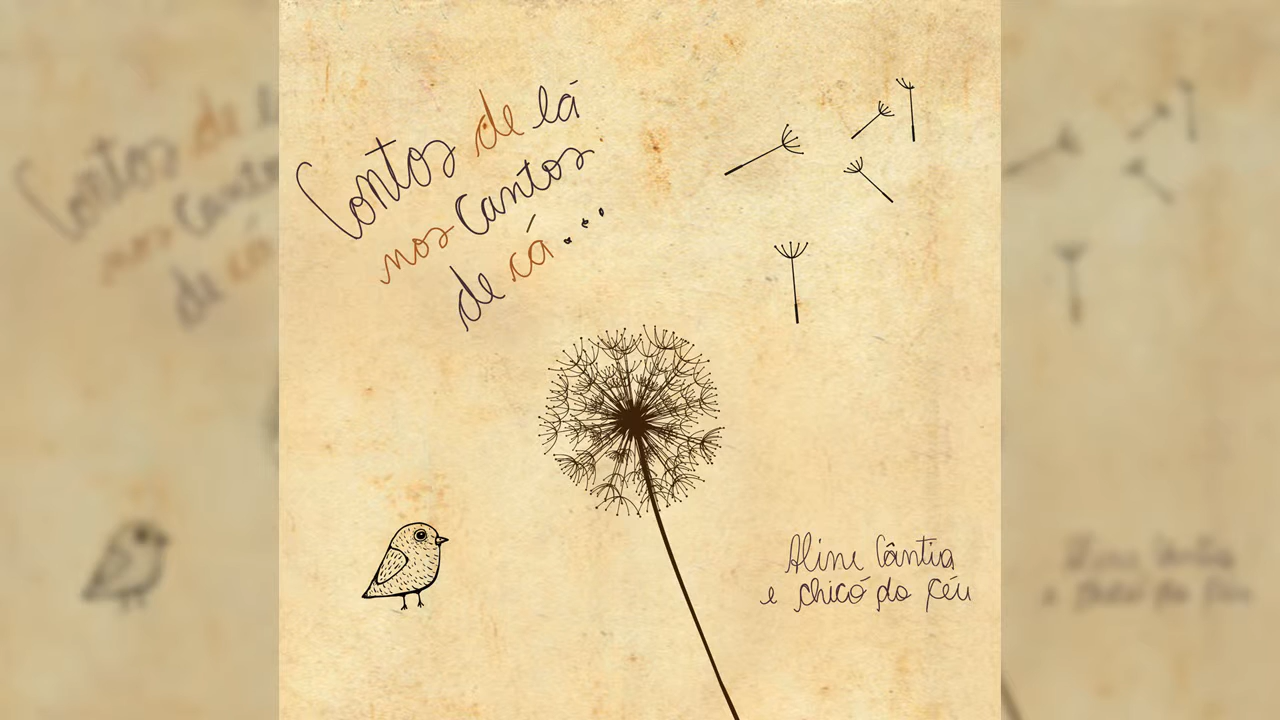 Contos de lá
nos Cantos
de cá...
Aline Cântia
e chicó do Céu